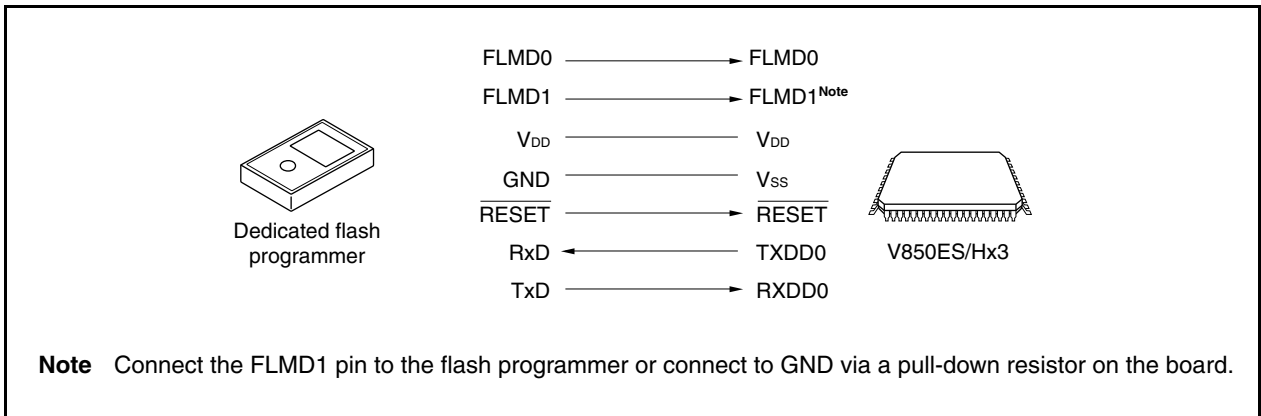 FLMD0 FLMD0
FLMD1 FLMD1Note
VDD VDD
GND VSS
RESET RESET
RxD TXDD0
TxD RXDD0
Dedicated flash
programmer
V850ES/Hx3
Note Connect the FLMD1 pin to the flash programmer or connect to GND via a pull-down resistor on the board.